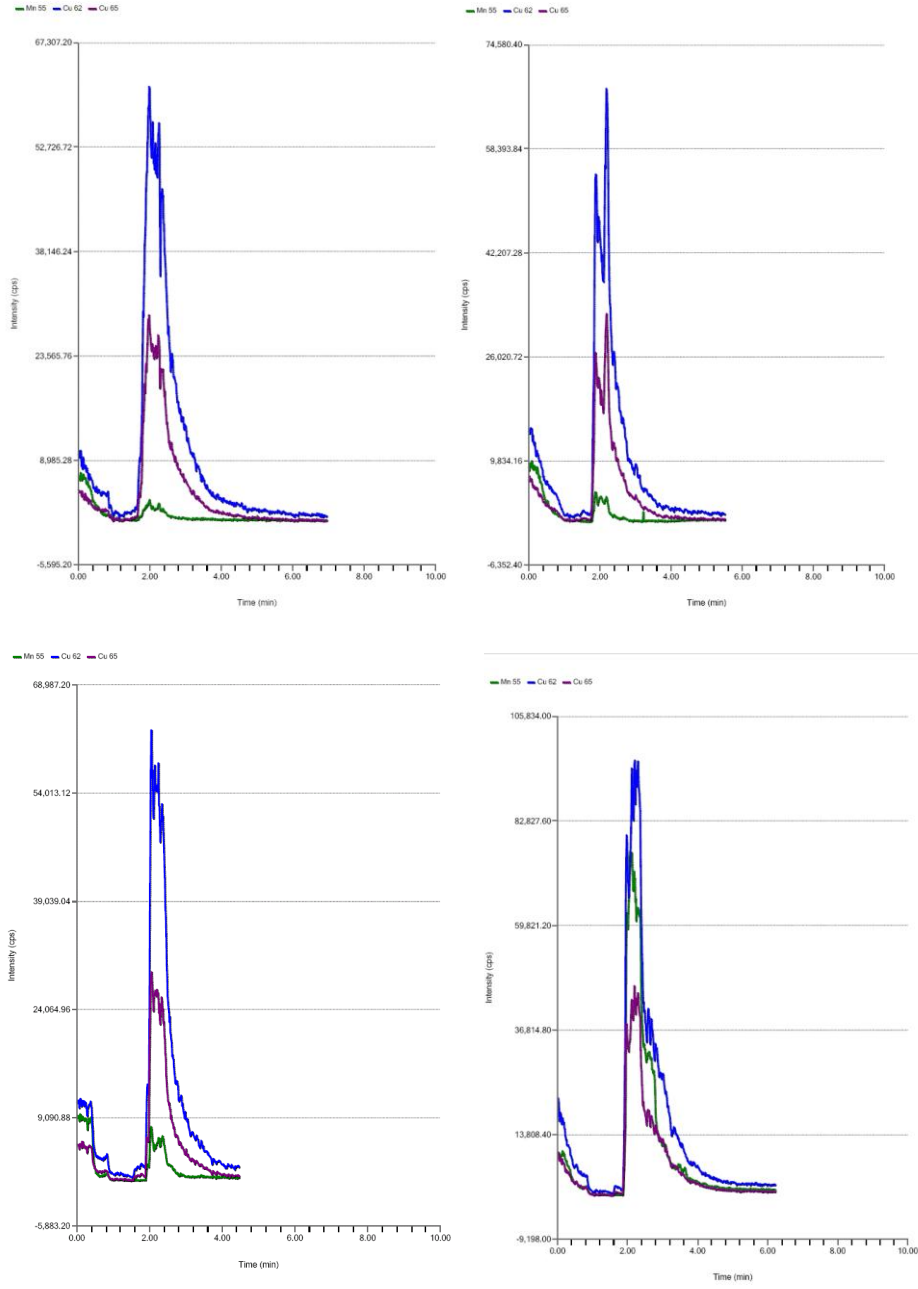 Mn 55 Cu 62 Cu 65
67,307.20
52,726.72
38,146.24
23,565.76
8,985.28
-5,595.20
Intensity (cps)
0.00 2.00 4.00 6.00 8.00 10.00
Time (min)
Mn 55 Cu 62 Cu 65
74,580.40
58,393.84
42,207.28
26,020.72
9,834.16
-6,352.40
Intensity (cps)
0.00 2.00 4.00 6.00 8.00 10.00
Time (min)
Mn 55 Cu 62 Cu 65
68,987.20
54,013.12
39,039.04
24,064.96
9,090.88
-5,883.20
Intensity (cps)
0.00 2.00 4.00 6.00 8.00 10.00
Time (min)
Mn 55 Cu 62 Cu 65
105,834.00
82,827.60
59,821.20
36,814.80
13,808.40
-9,198.00
Intensity (cps)
0.00 2.00 4.00 6.00 8.00 10.00
Time (min)